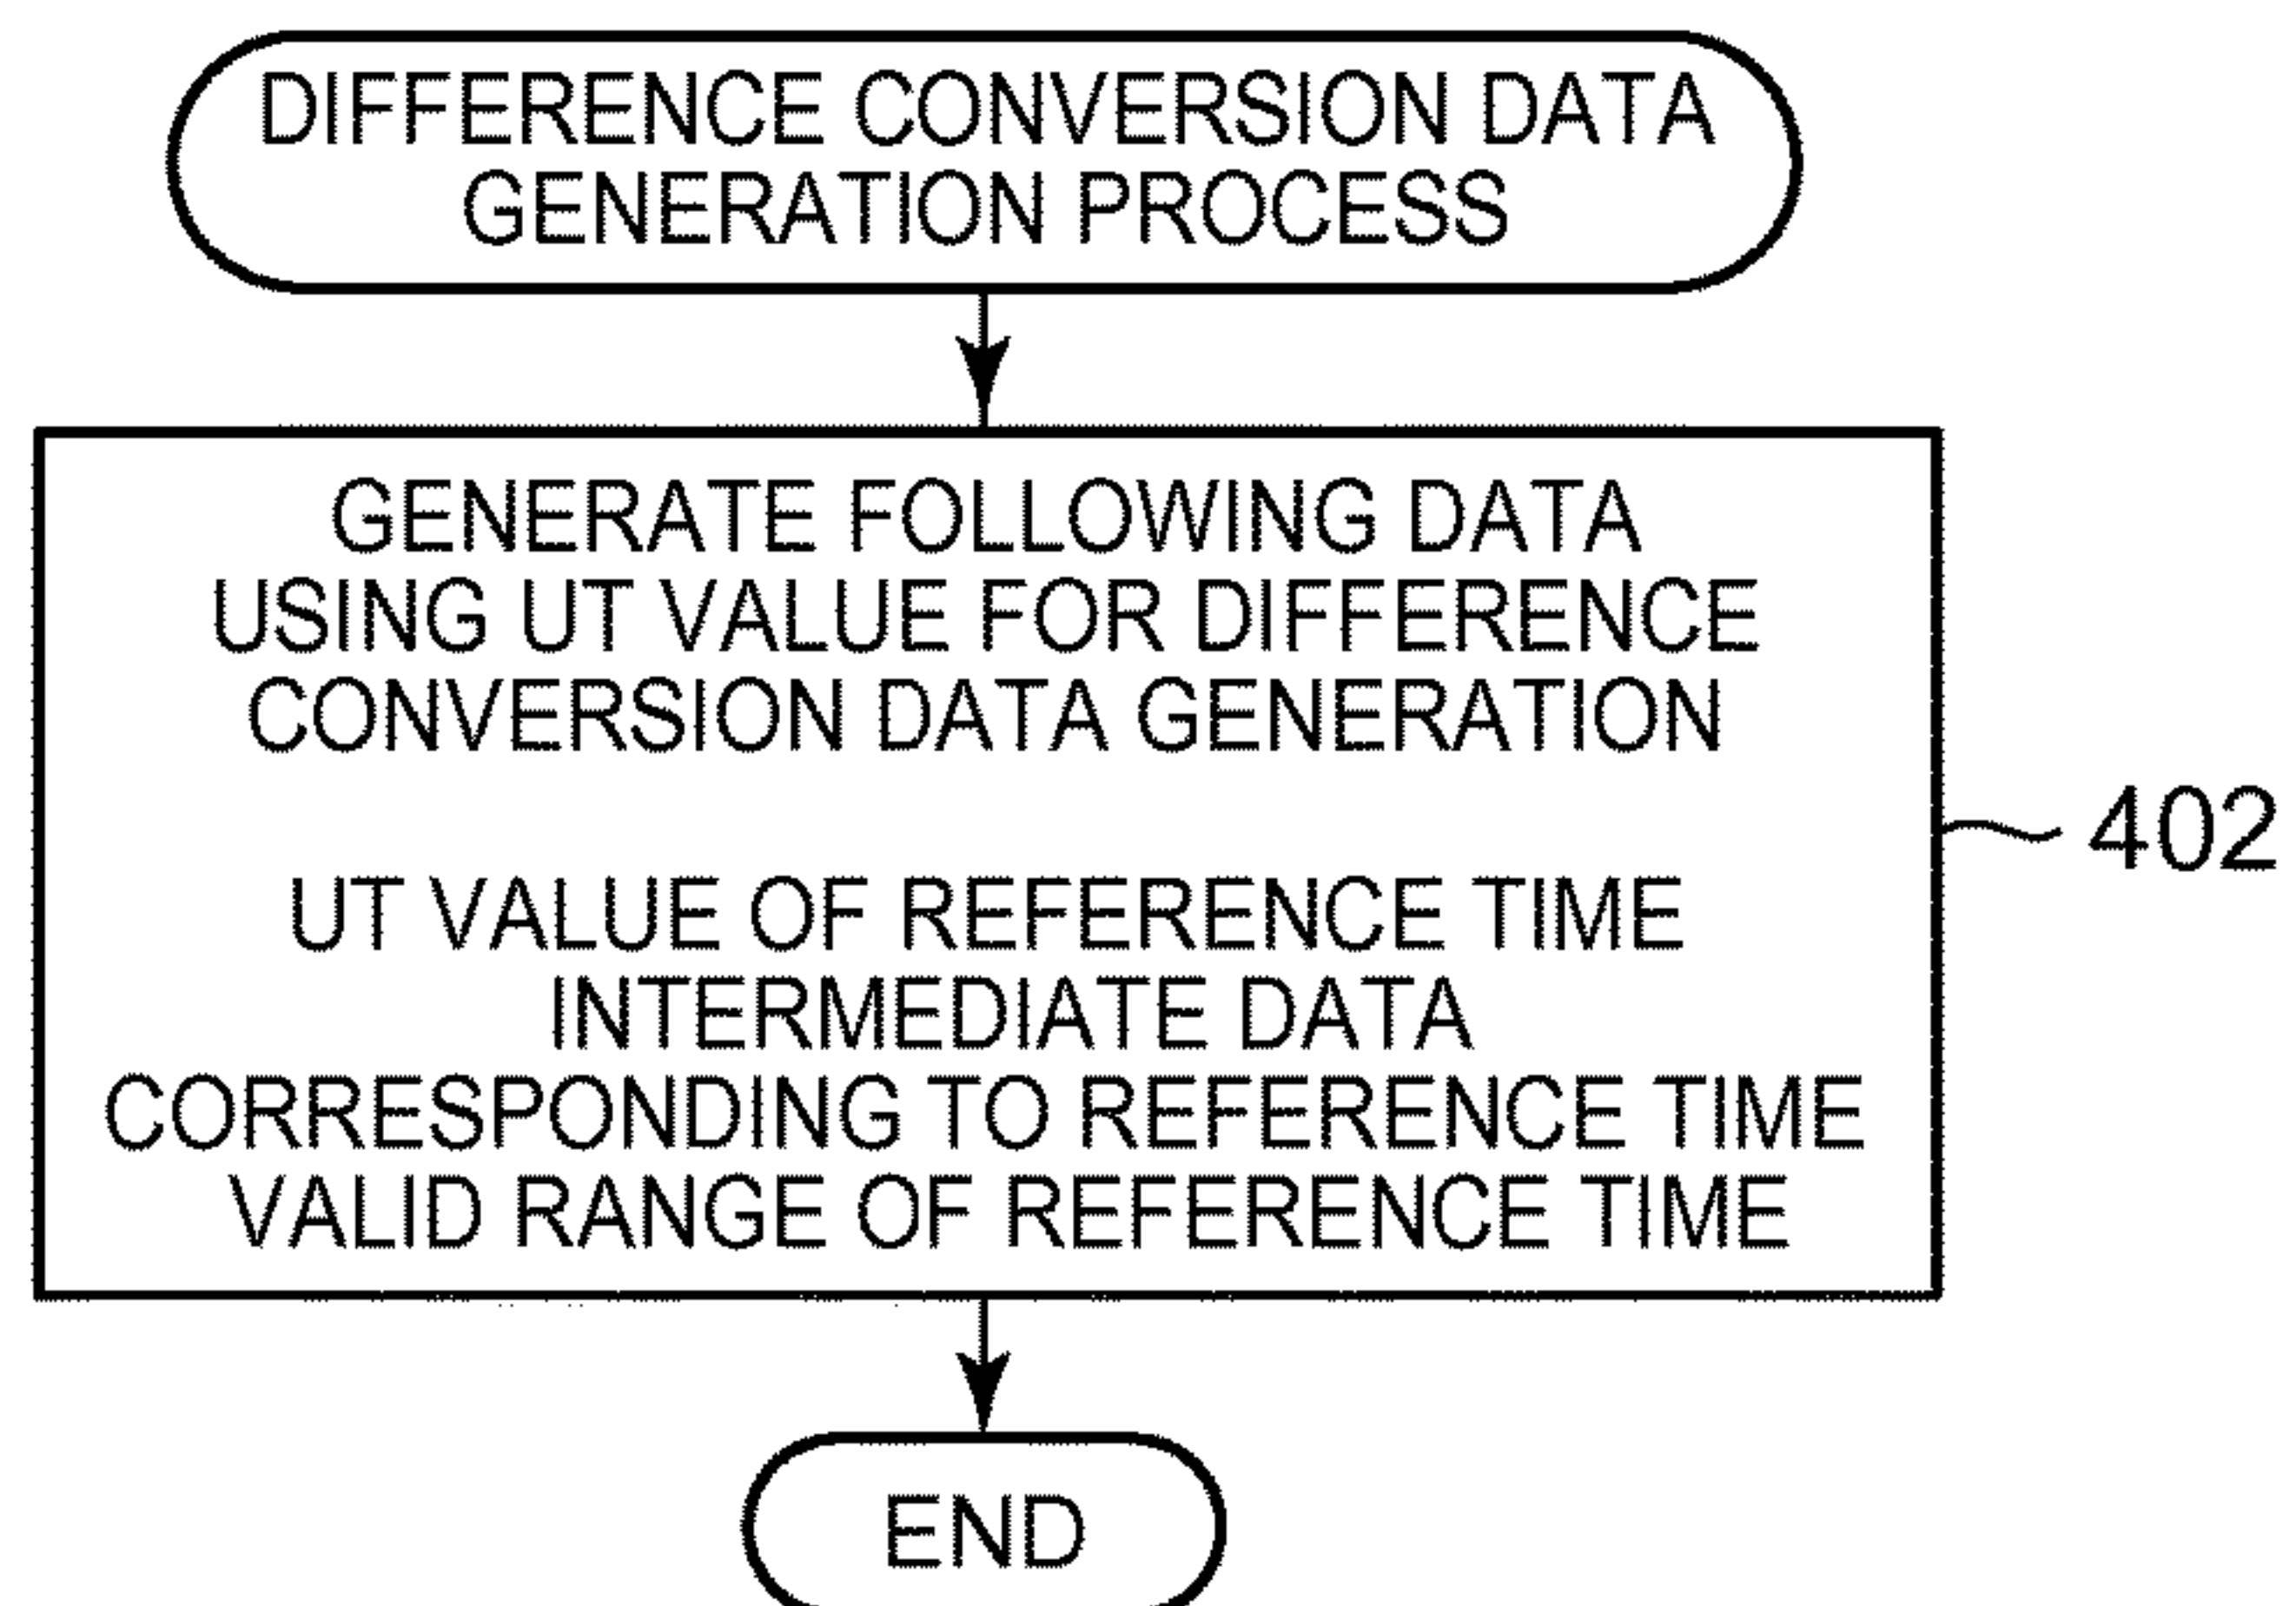 DIFFERENCE CONVERSION DATA
GENERATION PROCESS
GENERATE FOLLOWING DATA
USING UT VALUE FOR DIFFERENCE
CONVERSION DATA GENERATION
UT VALUE OF REFERENCE TIME
INTERMEDIATE DATA
CORRESPONDING TO REFERENCE TIME
VALID RANGE OF REFERENCE TIME
402
END